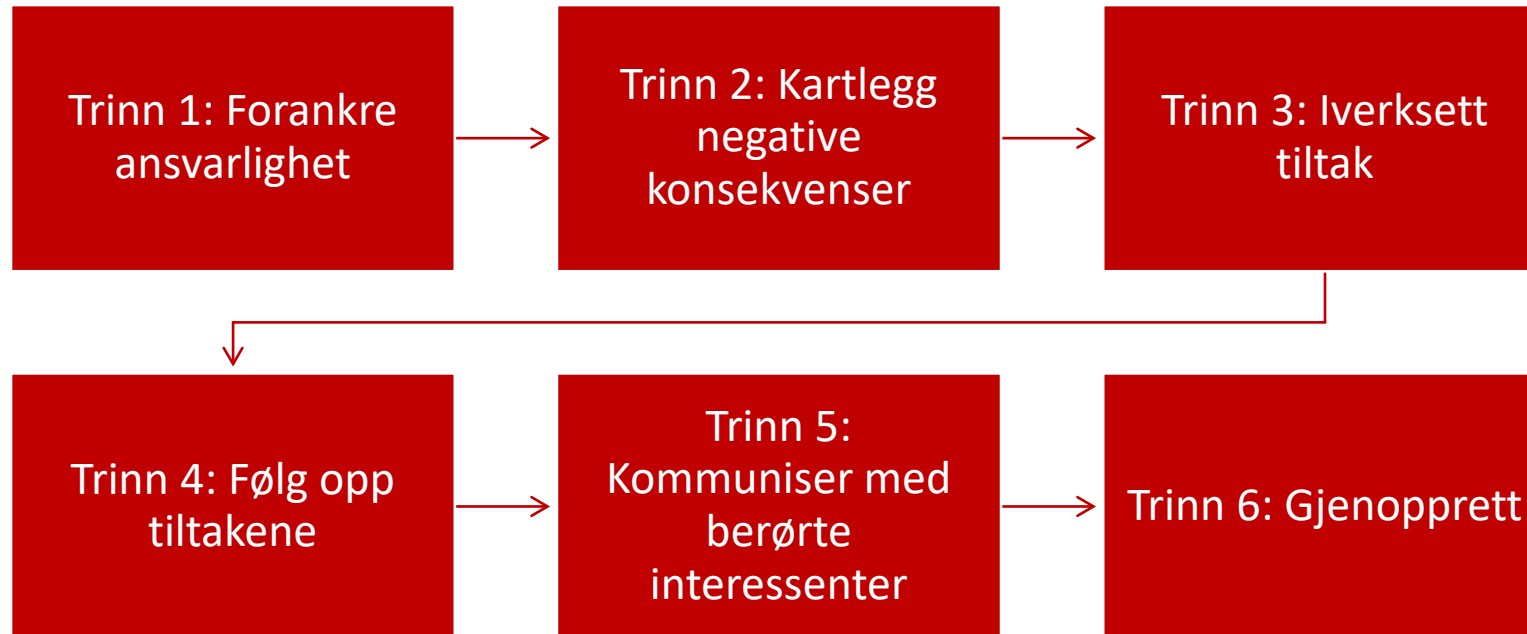 Trinn 1: Forankre
ansvarlighet
Trinn 2: Kartlegg
negative
konsekvenser
Trinn 3: Iverksett
tiltak
Trinn 4: Følg opp
tiltakene
Trinn 5:
Kommuniser med
berørte
interessenter
Trinn 6: Gjenopprett